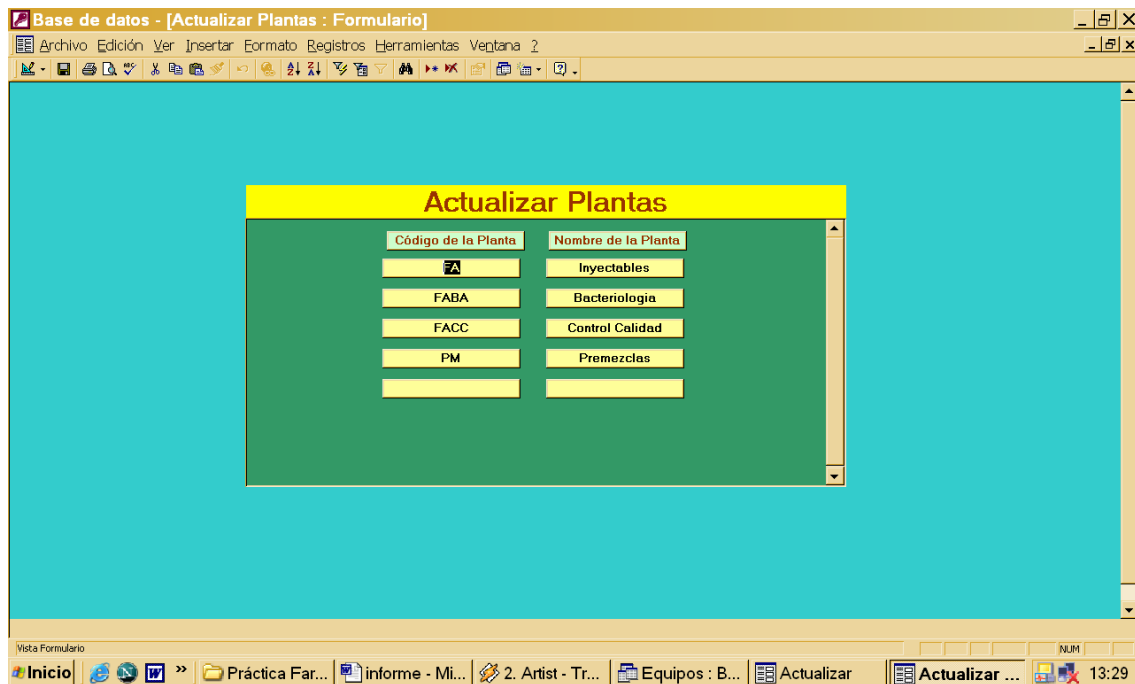 Base de datos - [Actualizar Plantas : Formulario]
Archivo Edición Ver Insertar Formato Registros Herramientas Ventana ?
Actualizar Plantas
Código de la Planta Nombre de la Planta
FA Inyectables
FABA Bacteriologia
FACC Control Calidad
PM Premezclas
Vista Formulario NUM
Inicio W » Práctica Far... informe - Mi... 2. Artist - Tr... Equipos : B... Actualizar Actualizar ... 13:29